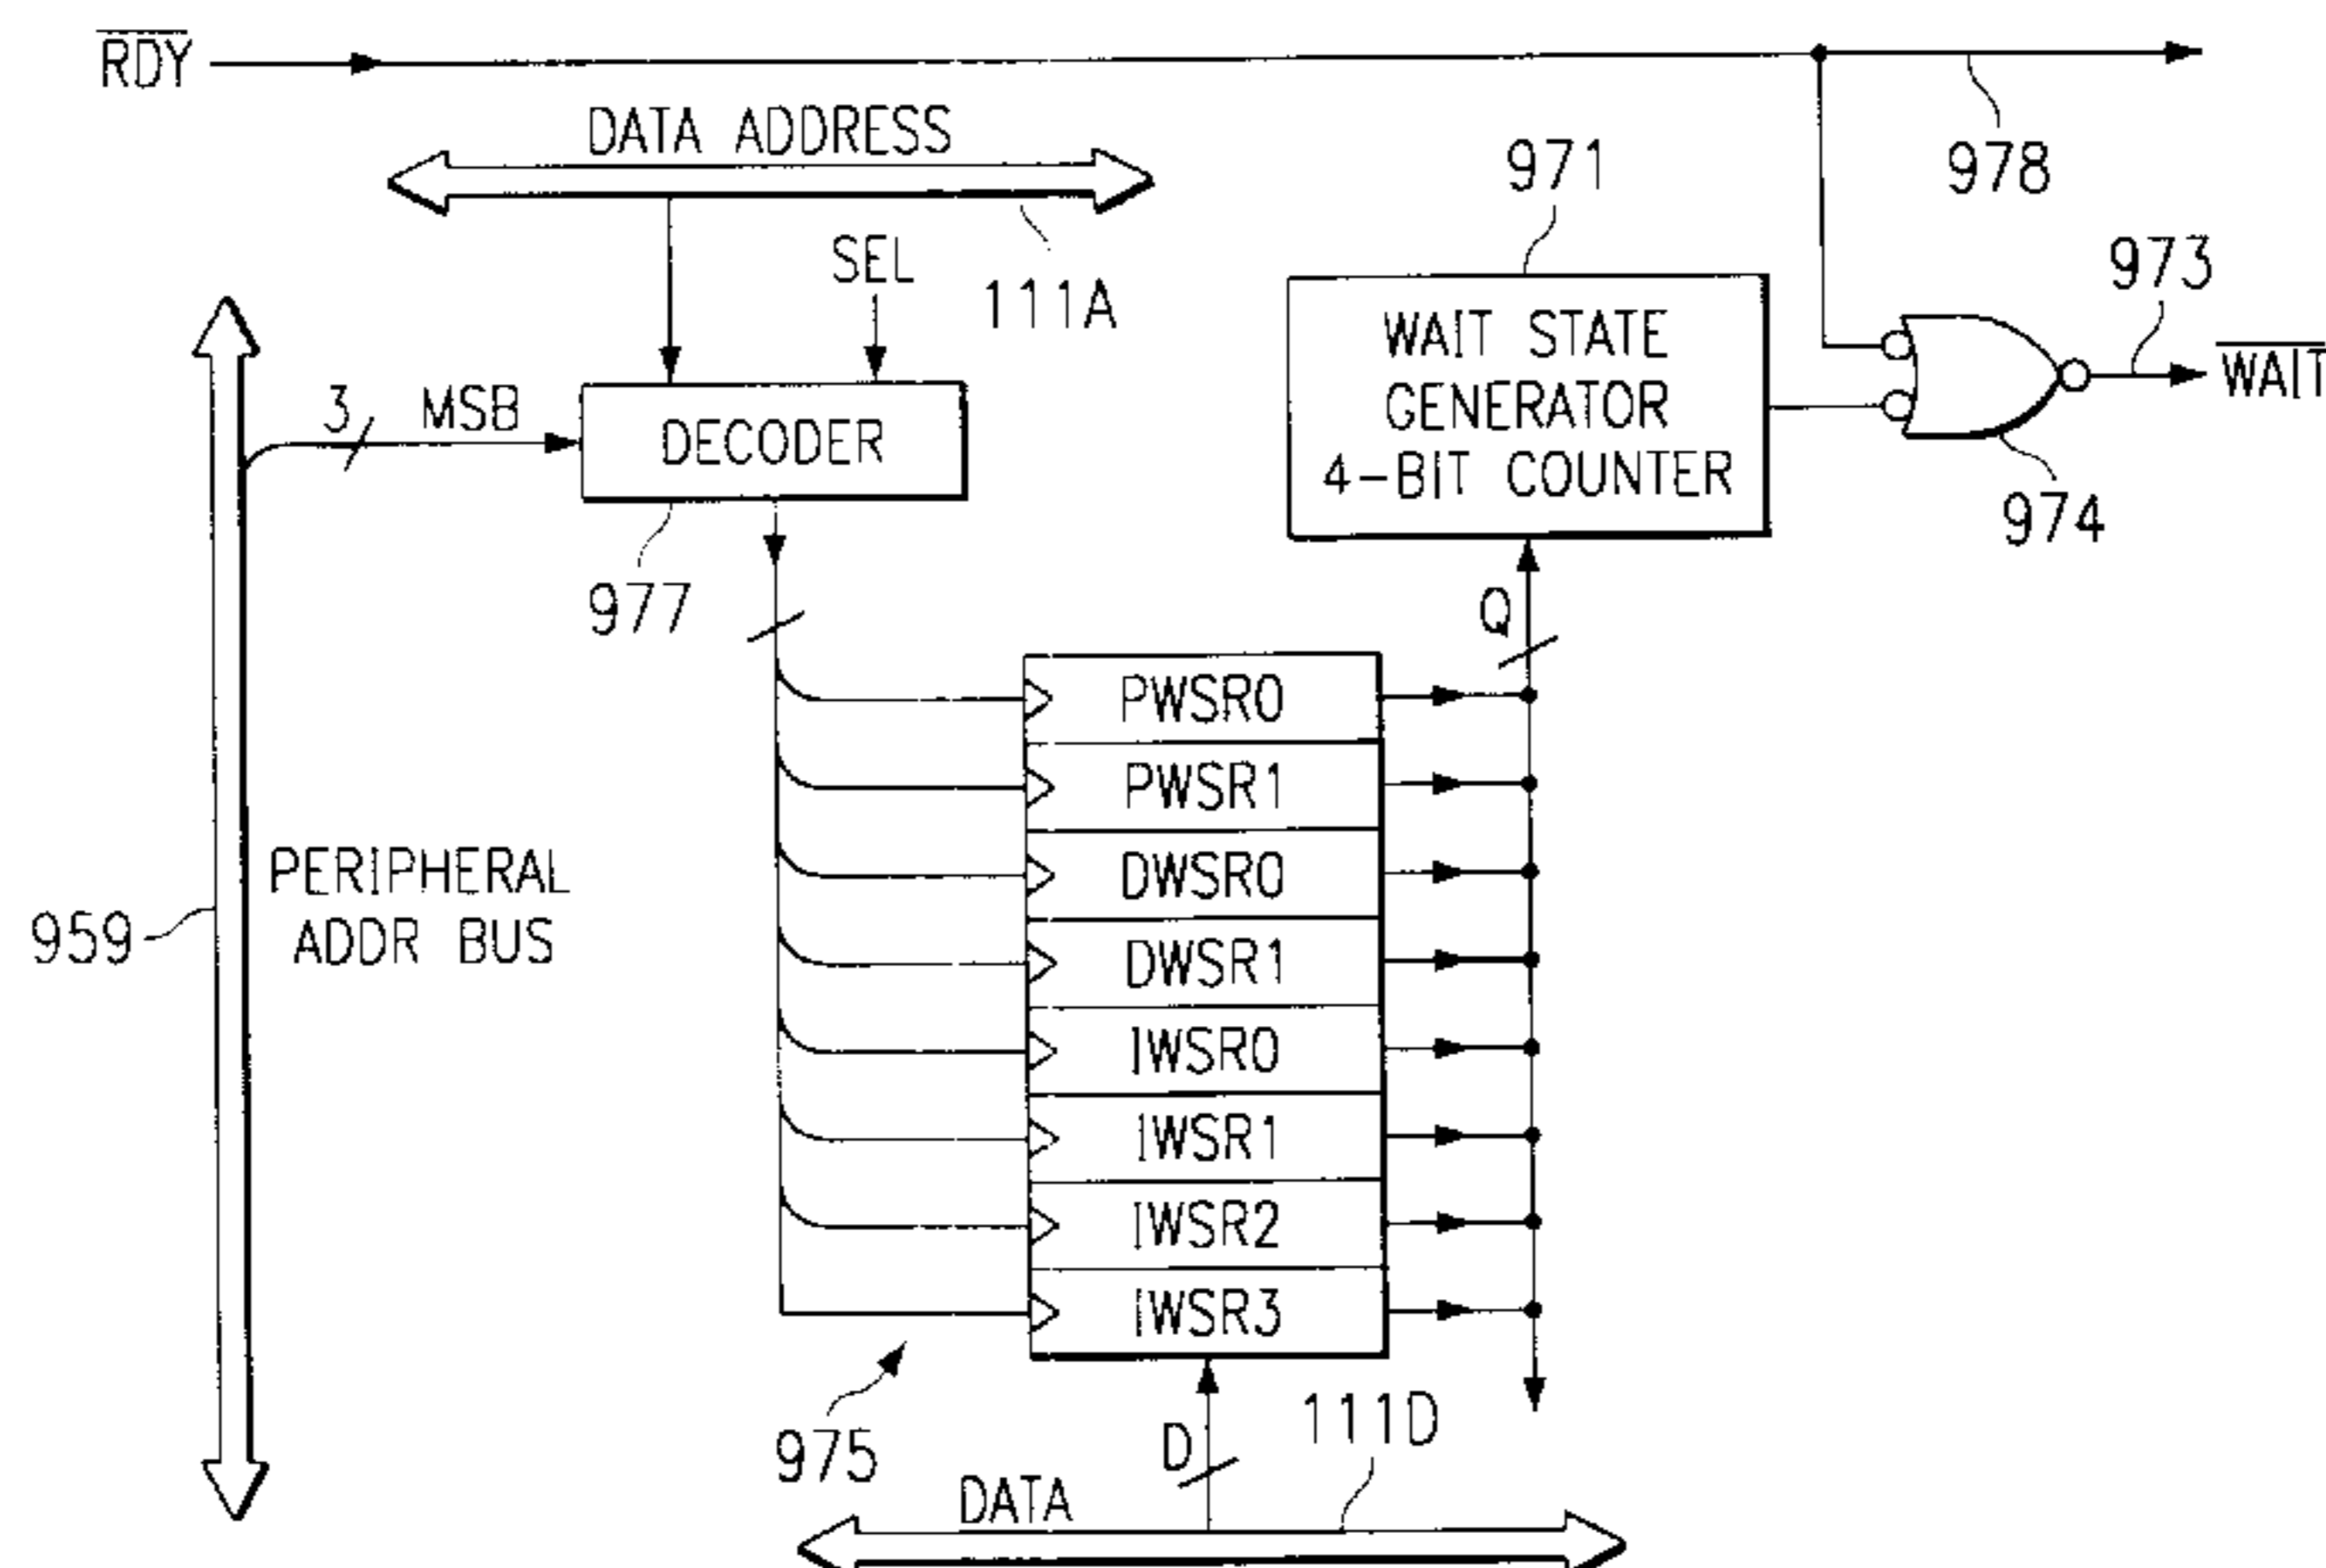 RDY
DATA ADDRESS
971
978
SEL
111A
973
WAIT STATE
GENERATOR
4-BIT COUNTER
WAIT
3
MSB
DECODER
974
977
Q
PWSR0
PWSR1
DWSR0
PERIPHERAL
ADDR BUS
959
DWSR1
IWSR0
IWSR1
IWSR2
IWSR3
975
D
111D
DATA